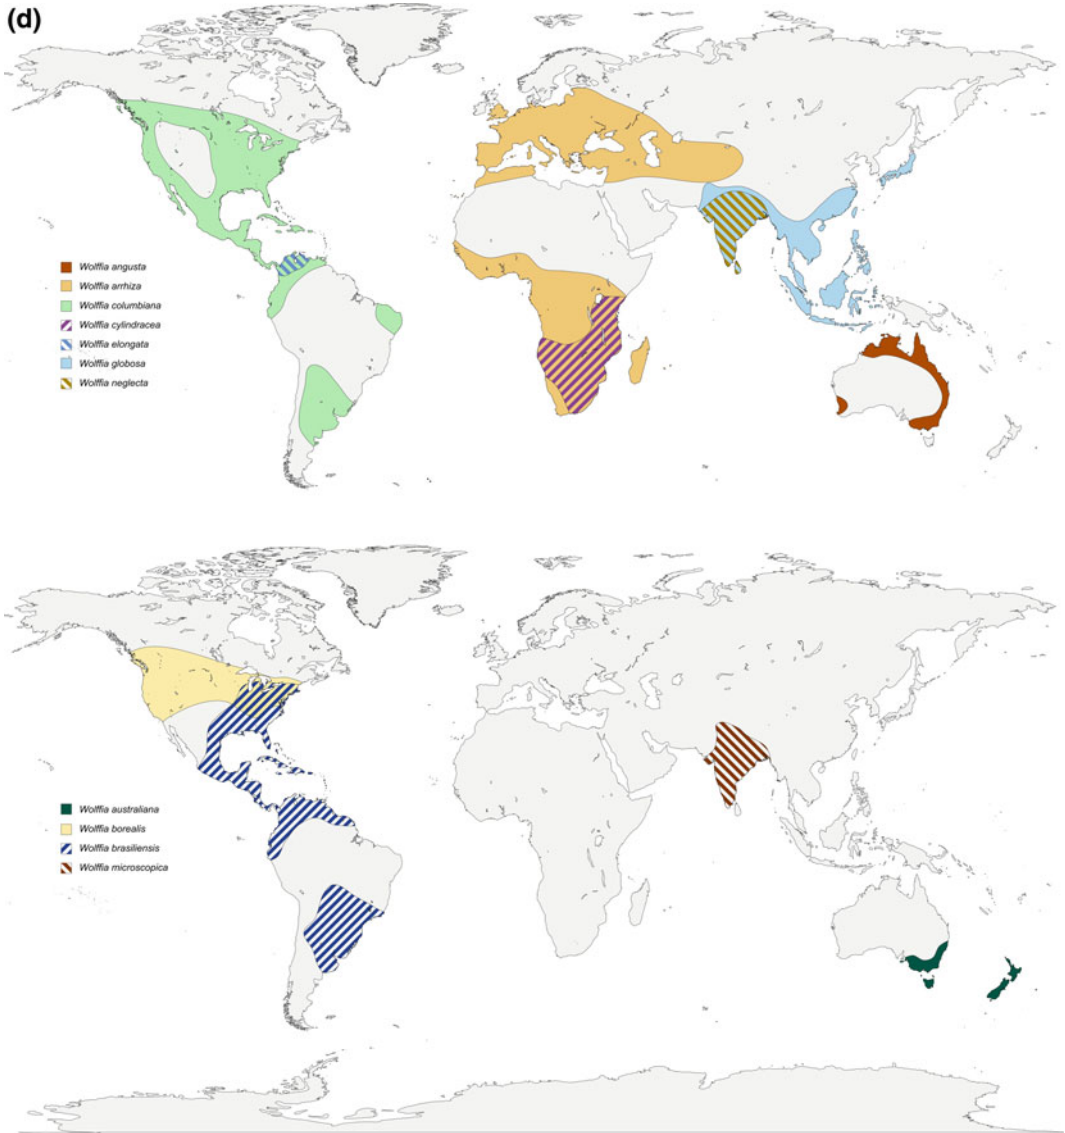 (d)
Wolffia angusta
Wolffia arrhiza
Wolffia columbiana
Wolffia cylindracea
Wolffia elongata
Wolffia globosa
Wolffia neglecta
Wolffia australiana
Wolffia borealis
Wolffia brasiliensis
Wolffia microscopica